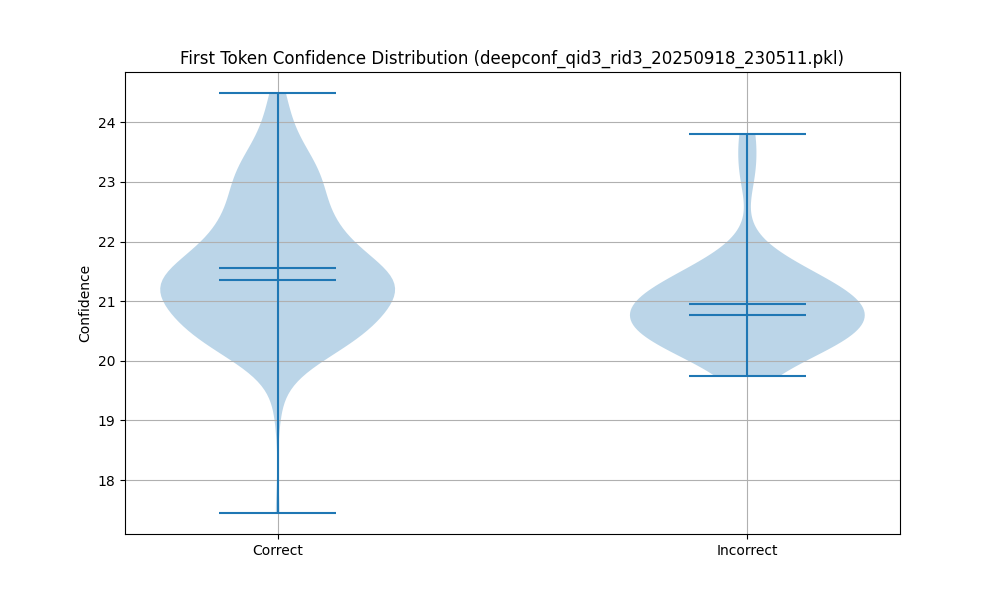 First Token Confidence Distribution (deepconf_qid3_rid3_20250918_230511.pkl)
Confidence
24
23
22
21
20
19
18
Correct
Incorrect